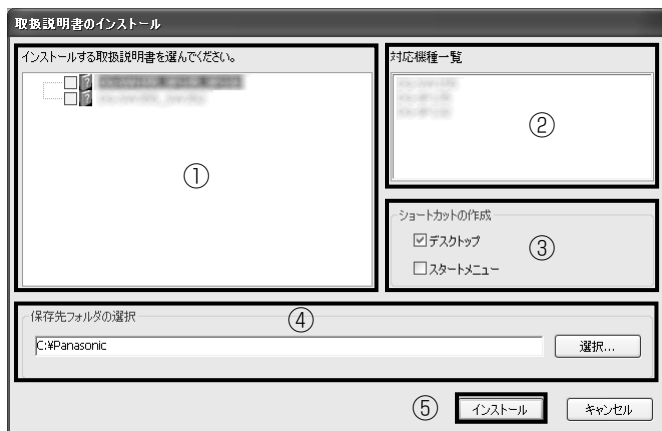 取扱説明書のインストール
インストールする取扱説明書を選んでください。
①
対応機種一覧
②
ショートカットの作成
デスクトップ
スタートメニュー
③
保存先フォルダの選択
④
C:¥Panasonic
選択...
⑤
インストール
キャンセル